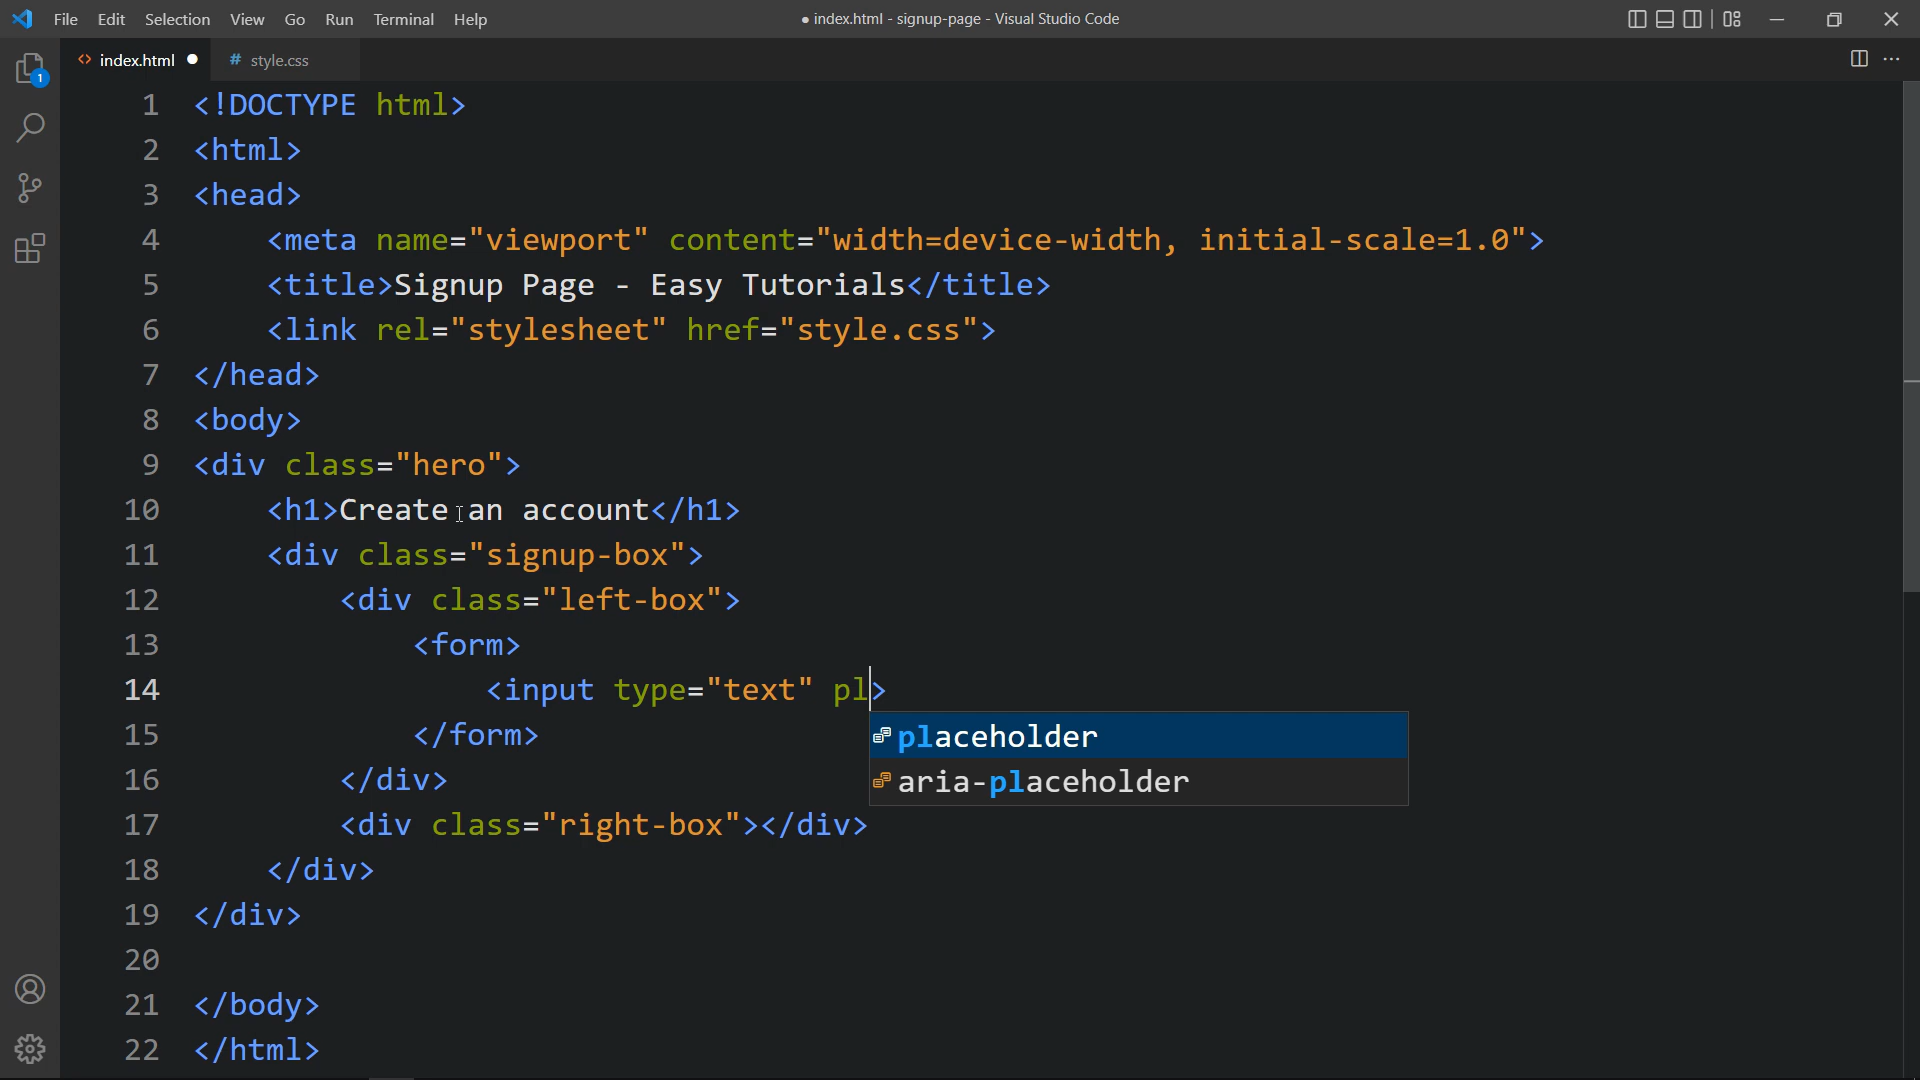 File Edit Selection View Go Run Terminal Help
● index.html - signup-page - Visual Studio Code
index.html ● # style.css
1
1 <!DOCTYPE html>
2 <html>
3 <head>
4     <meta name="viewport" content="width=device-width, initial-scale=1.0">
5     <title>Signup Page - Easy Tutorials</title>
6     <link rel="stylesheet" href="style.css">
7 </head>
8 <body>
9 <div class="hero">
10     <h1>Create an account</h1>
11     <div class="signup-box">
12         <div class="left-box">
13             <form>
14                 <input type="text" pl>
15             </form>
placeholder
16         </div>
aria-placeholder
17         <div class="right-box"></div>
18     </div>
19 </div>
20
21 </body>
22 </html>